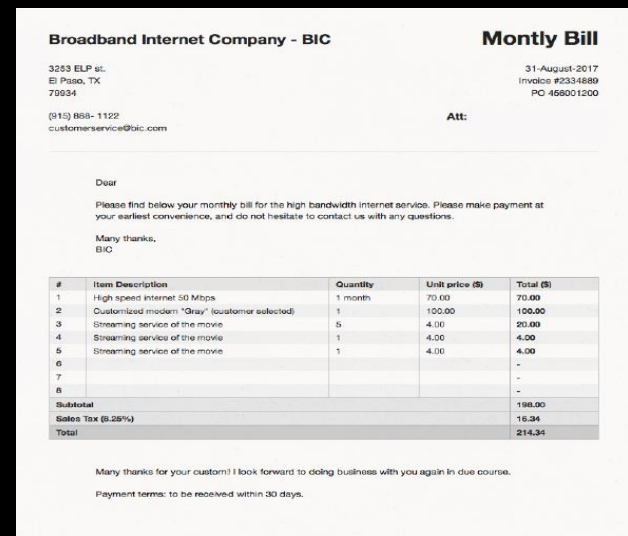 Broadband Internet Company - BIC
Montly Bill
3253 ELP st.
El Paso, TX
79934
31-August-2017
Invoice #2334889
PO 456001200
(915) 888- 1122
customerservice@bic.com
Att:
Dear
Please find below your monthly bill for the high bandwidth internet service. Please make payment at
your earliest convenience, and do not hesitate to contact us with any questions.
Many thanks,
BIC
# Item Description Quantity Unit price ($) Total ($)
1 High speed internet 50 Mbps 1 month 70.00 70.00
2 Customized modem "Gray" (customer selected) 1 100.00 100.00
3 Streaming service of the movie 5 4.00 20.00
4 Streaming service of the movie 1 4.00 4.00
5 Streaming service of the movie 1 4.00 4.00
6 -
7 -
8 -
Subtotal 198.00
Sales Tax (8.25%) 16.34
Total 214.34
Many thanks for your custom! I look forward to doing business with you again in due course.
Payment terms: to be received within 30 days.